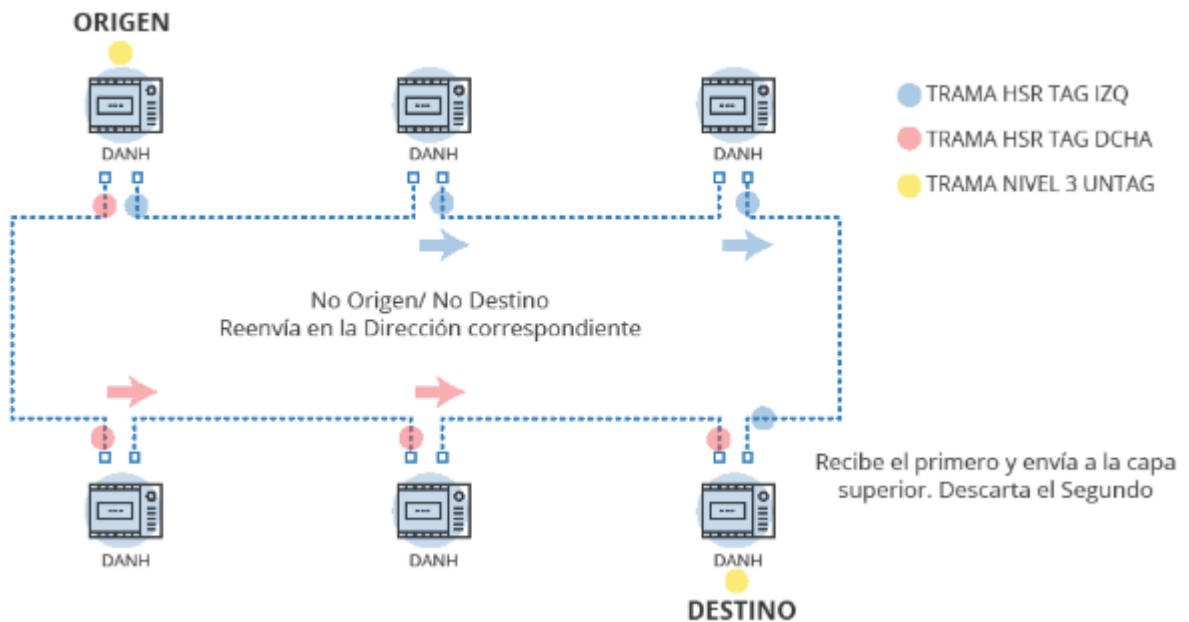 ORIGEN
DANH
DANH
DANH
TRAMA HSR TAG IZQ
TRAMA HSR TAG DCHA
TRAMA NIVEL 3 UNTAG
No Origen/ No Destino
Reenvía en la Dirección correspondiente
Recibe el primero y envía a la capa
superior. Descarta el Segundo
DANH
DANH
DANH
DESTINO